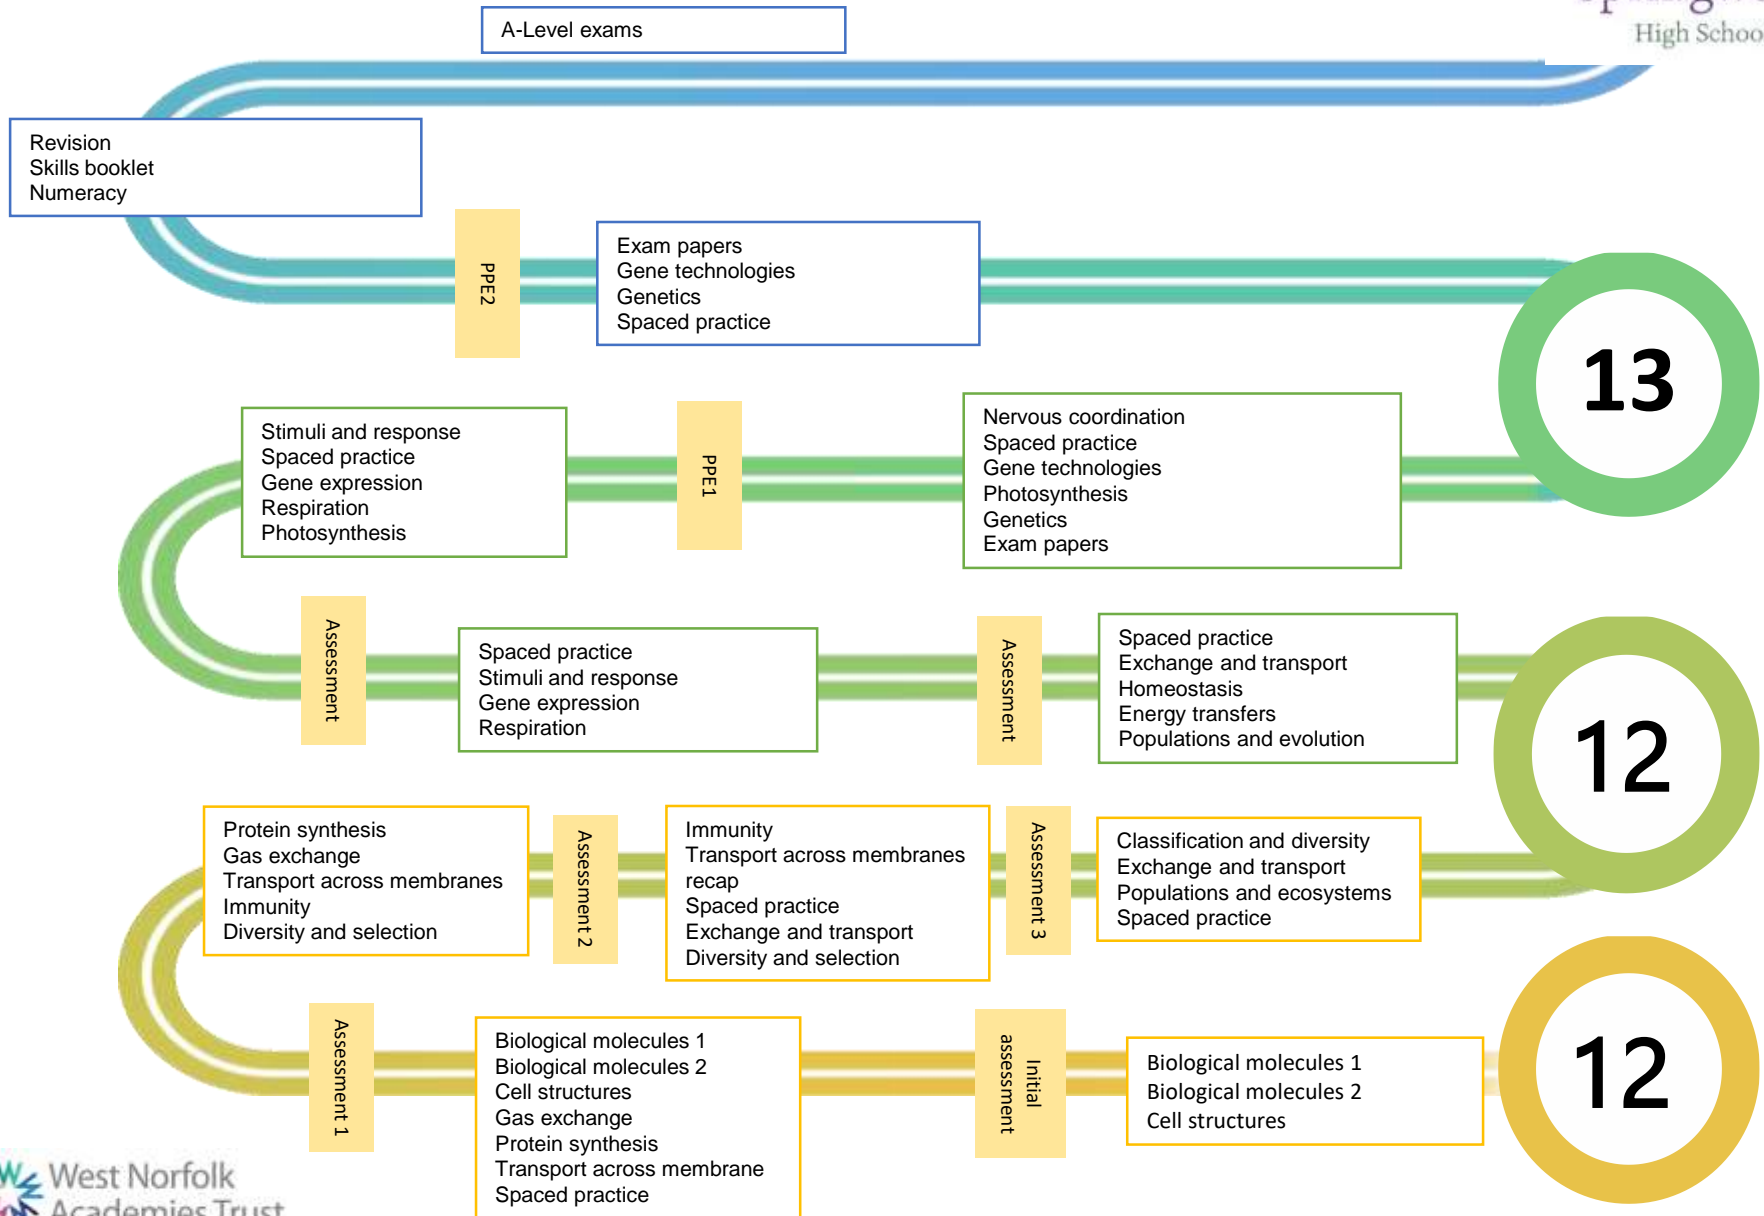 High School
A-Level exams
Revision
Skills booklet
Numeracy
PPE2
Exam papers
Gene technologies
Genetics
Spaced practice
13
Stimuli and response
Spaced practice
Gene expression
Respiration
Photosynthesis
PPE1
Nervous coordination
Spaced practice
Gene technologies
Photosynthesis
Genetics
Exam papers
Assessment
Spaced practice
Stimuli and response
Gene expression
Respiration
Assessment
Spaced practice
Exchange and transport
Homeostasis
Energy transfers
Populations and evolution
12
Protein synthesis
Gas exchange
Transport across membranes
Immunity
Diversity and selection
Assessment 2
Immunity
Transport across membranes
recap
Spaced practice
Exchange and transport
Diversity and selection
Assessment 3
Classification and diversity
Exchange and transport
Populations and ecosystems
Spaced practice
Assessment 1
Biological molecules 1
Biological molecules 2
Cell structures
Gas exchange
Protein synthesis
Transport across membrane
Spaced practice
Initial
assessment
Biological molecules 1
Biological molecules 2
Cell structures
12
West Norfolk
Academies Trust